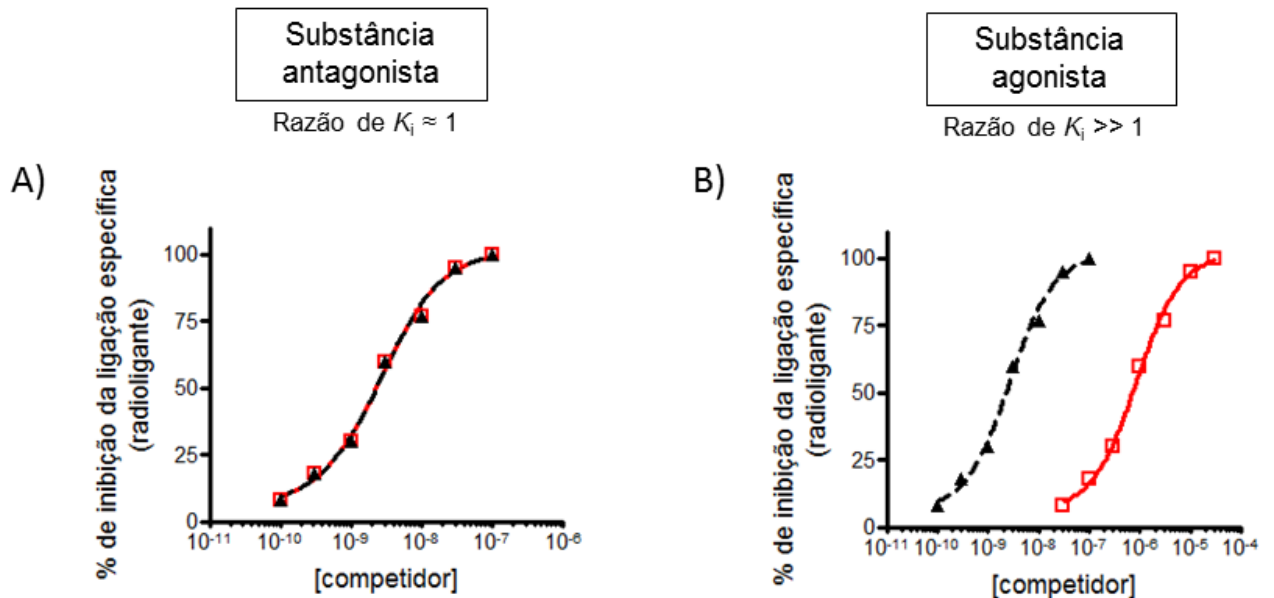 Substância
antagonista
Razão de Kᵢ ≈ 1
A)
% de inibição da ligação específica
(radioligante)
100
75
50
25
0
10⁻¹¹ 10⁻¹⁰ 10⁻⁹ 10⁻⁸ 10⁻⁷ 10⁻⁶
[competidor]
Substância
agonista
Razão de Kᵢ >> 1
B)
% de inibição da ligação específica
(radioligante)
100
75
50
25
0
10⁻¹¹ 10⁻¹⁰ 10⁻⁹ 10⁻⁸ 10⁻⁷ 10⁻⁶ 10⁻⁵ 10⁻⁴
[competidor]